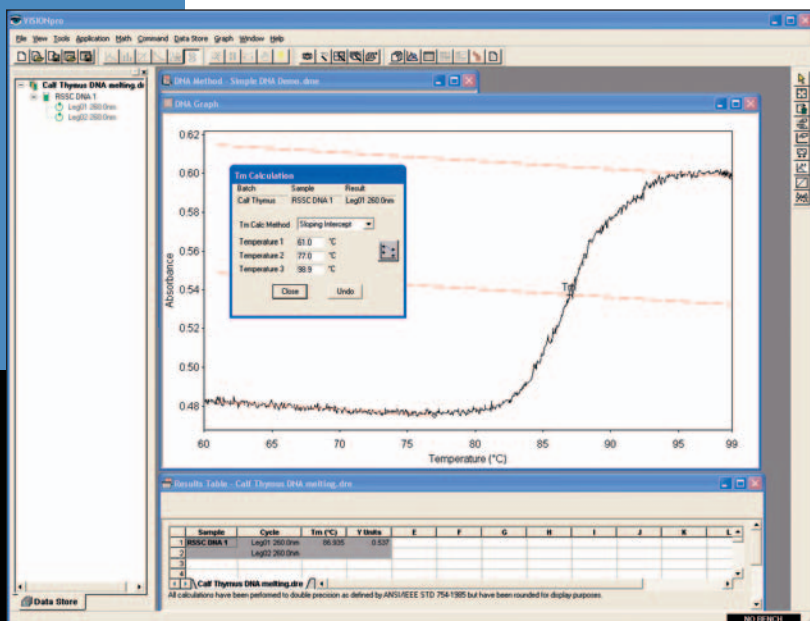 VISIONpro
File View Tools Application Math Command Data Store Graph Window Help
Calf Thymus DNA melting.dr
RSSC DNA 1
Leg01 260.0nm
Leg02 260.0nm
DNA Method - Simple DNA Demo.dme
DNA Graph
0.62
0.60
0.58
0.56
0.54
0.50
0.48
Absorbance
60 65 70 75 80 85 90 95 99
Temperature (°C)
Tm
Tm Calculation
Batch Sample Result
Calf Thymus RSSC DNA 1 Leg01 260.0nm
Tm Calc Method Sloping Intercept
Temperature 1 61.0 °C
Temperature 2 77.0 °C
Temperature 3 98.9 °C
Close Undo
Results Table - Calf Thymus DNA melting.dre
Sample Cycle Tm (°C) Y Units E F G H I J K L
1 RSSC DNA 1 Leg01 260.0nm 86.935 0.537
2 Leg02 260.0nm
3
4
Calf Thymus DNA melting.dre
All calculations have been performed to double precision as defined by ANSI/IEEE STD 754-1985 but have been rounded for display purposes.
Data Store
NO BENCH